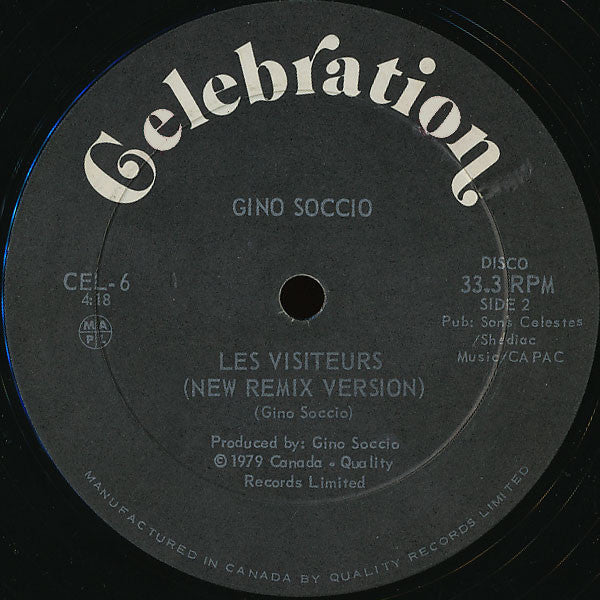 Celebration
GINO SOCCIO
CEL-6
4:18
MA
PL
DISCO
33.3 RPM
SIDE 2
Pub: Sons Celestes
/Shediac
Music/CAPAC
LES VISITEURS
(NEW REMIX VERSION)
(Gino Soccio)
Produced by: Gino Soccio
©1979 Canada • Quality
Records Limited
MANUFACTURED IN CANADA BY QUALITY RECORDS LIMITED